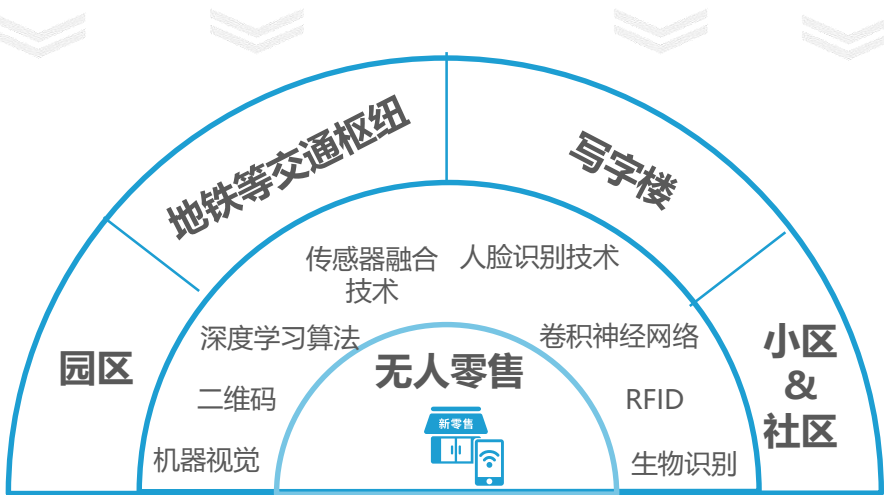 地铁等交通枢纽
写字楼
传感器融合
技术
人脸识别技术
深度学习算法
卷积神经网络
园区
小区
&
社区
无人零售
二维码
RFID
新零售
机器视觉
生物识别